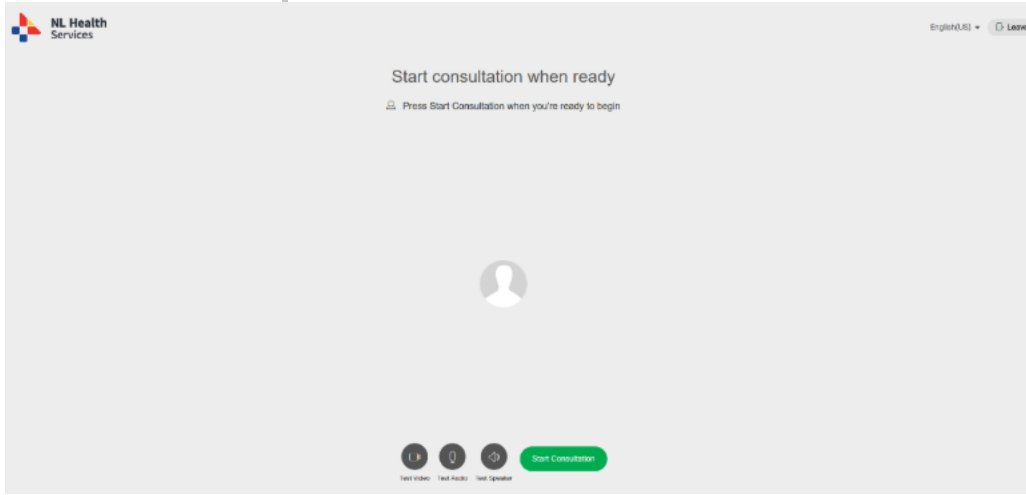 NL Health
Services
English(US)
Leave
Start consultation when ready
Press Start Consultation when you're ready to begin
Test Video
Test Audio
Test Speaker
Start Consultation